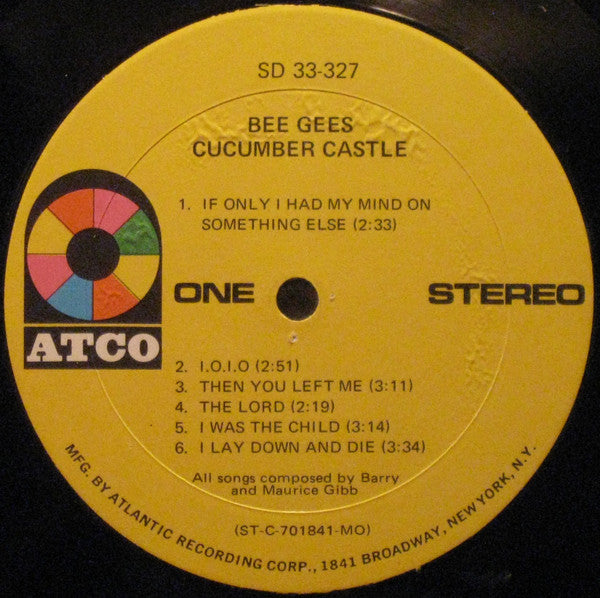 SD 33-327
BEE GEES
CUCUMBER CASTLE
1. IF ONLY I HAD MY MIND ON
SOMETHING ELSE (2:33)
ONE
STEREO
ATCO
2. I.O.I.O (2:51)
3. THEN YOU LEFT ME (3:11)
4. THE LORD (2:19)
5. I WAS THE CHILD (3:14)
6. I LAY DOWN AND DIE (3:34)
All songs composed by Barry
and Maurice Gibb
(ST-C-701841-MO)
MFG. BY ATLANTIC RECORDING CORP., 1841 BROADWAY, NEW YORK, N.Y.